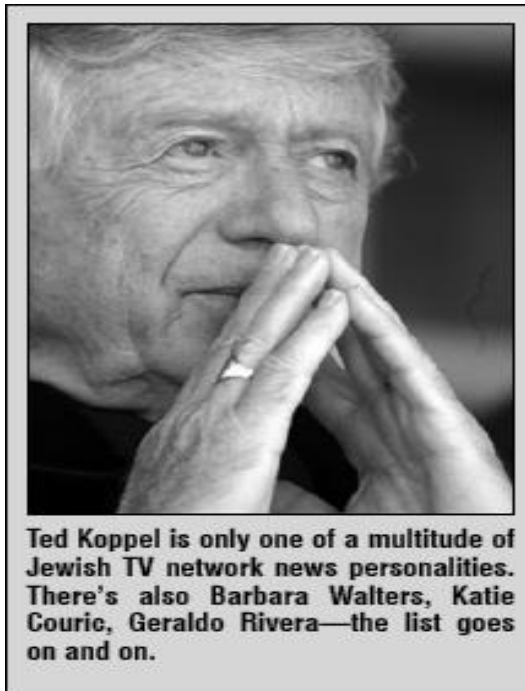 Ted Koppel is only one of a multitude of
Jewish TV network news personalities.
There's also Barbara Walters, Katie
Couric, Geraldo Rivera—the list goes
on and on.